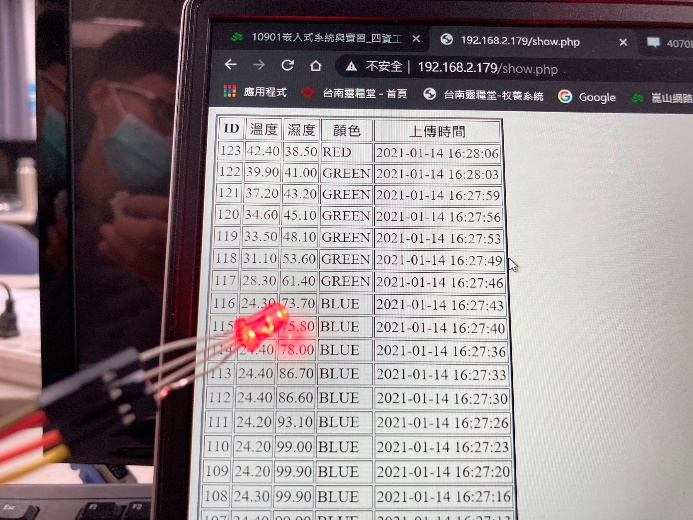 10901嵌入式系統與實習_四資工
192.168.2.179/show.php
不安全 192.168.2.179/show.php
應用程式 台南靈糧堂 - 首頁 台南靈糧堂-牧養系統 Google
ID 溫度 濕度 顏色 上傳時間
123 42.40 38.50 RED 2021-01-14 16:28:06
122 39.90 41.00 GREEN 2021-01-14 16:28:03
121 37.20 43.20 GREEN 2021-01-14 16:27:59
120 34.60 45.10 GREEN 2021-01-14 16:27:56
119 33.50 48.10 GREEN 2021-01-14 16:27:53
118 31.10 53.60 GREEN 2021-01-14 16:27:49
117 28.30 61.40 GREEN 2021-01-14 16:27:46
116 24.30 73.70 BLUE 2021-01-14 16:27:43
115 75.80 BLUE 2021-01-14 16:27:40
114 24.40 78.00 BLUE 2021-01-14 16:27:36
113 24.40 86.70 BLUE 2021-01-14 16:27:33
112 24.40 86.60 BLUE 2021-01-14 16:27:30
111 24.20 93.10 BLUE 2021-01-14 16:27:26
110 24.20 99.00 BLUE 2021-01-14 16:27:23
109 24.20 99.90 BLUE 2021-01-14 16:27:20
108 24.30 99.90 BLUE 2021-01-14 16:27:16
Esc